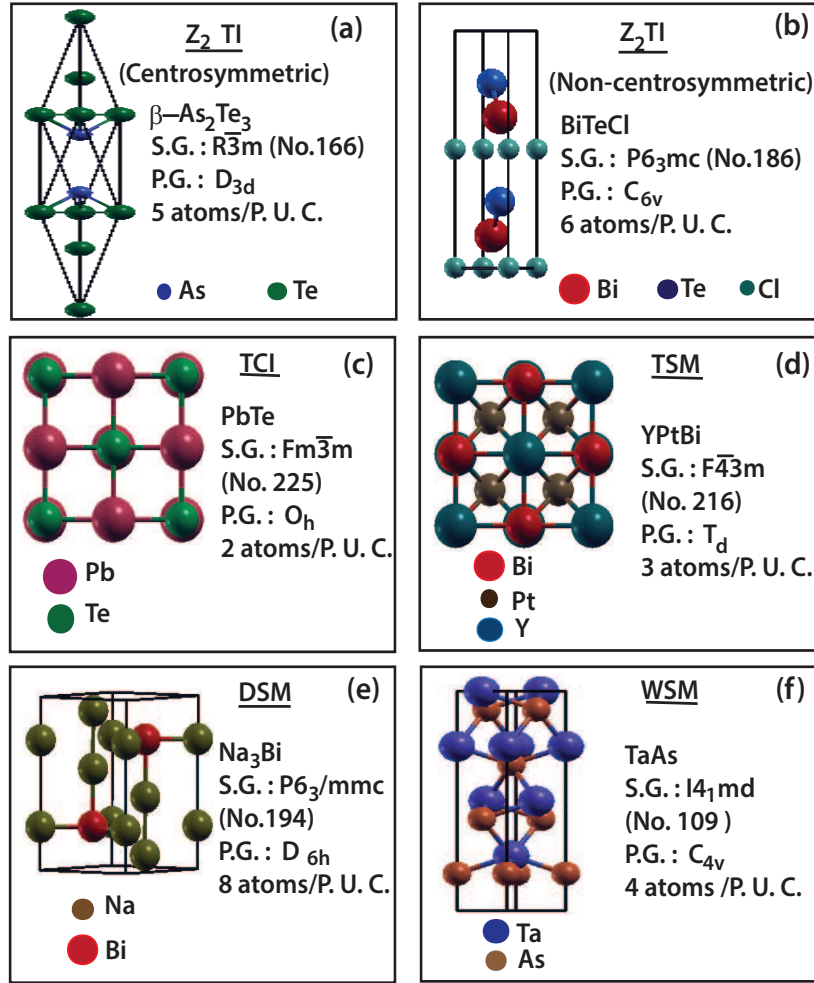 (a)
Z₂ TI
(Centrosymmetric)
β–As₂Te₃
S.G. : R3̅m (No.166)
P.G. : D₃d
5 atoms/P. U. C.
As Te
(b)
Z₂TI
(Non-centrosymmetric)
BiTeCl
S.G. : P6₃mc (No.186)
P.G. : C₆ᵥ
6 atoms/P. U. C.
Bi Te Cl
(c)
TCI
PbTe
S.G. : Fm3̅m
(No. 225)
P.G. : Oₕ
2 atoms/P. U. C.
Pb
Te
(d)
TSM
YPtBi
S.G. : F4̅3m
(No. 216)
P.G. : T_d
3 atoms/P. U. C.
Bi
Pt
Y
(e)
DSM
Na₃Bi
S.G. : P6₃/mmc
(No.194)
P.G. : D ₆ₕ
8 atoms/P. U. C.
Na
Bi
(f)
WSM
TaAs
S.G. : I4₁md
(No. 109 )
P.G. : C₄ᵥ
4 atoms /P. U. C.
Ta
As